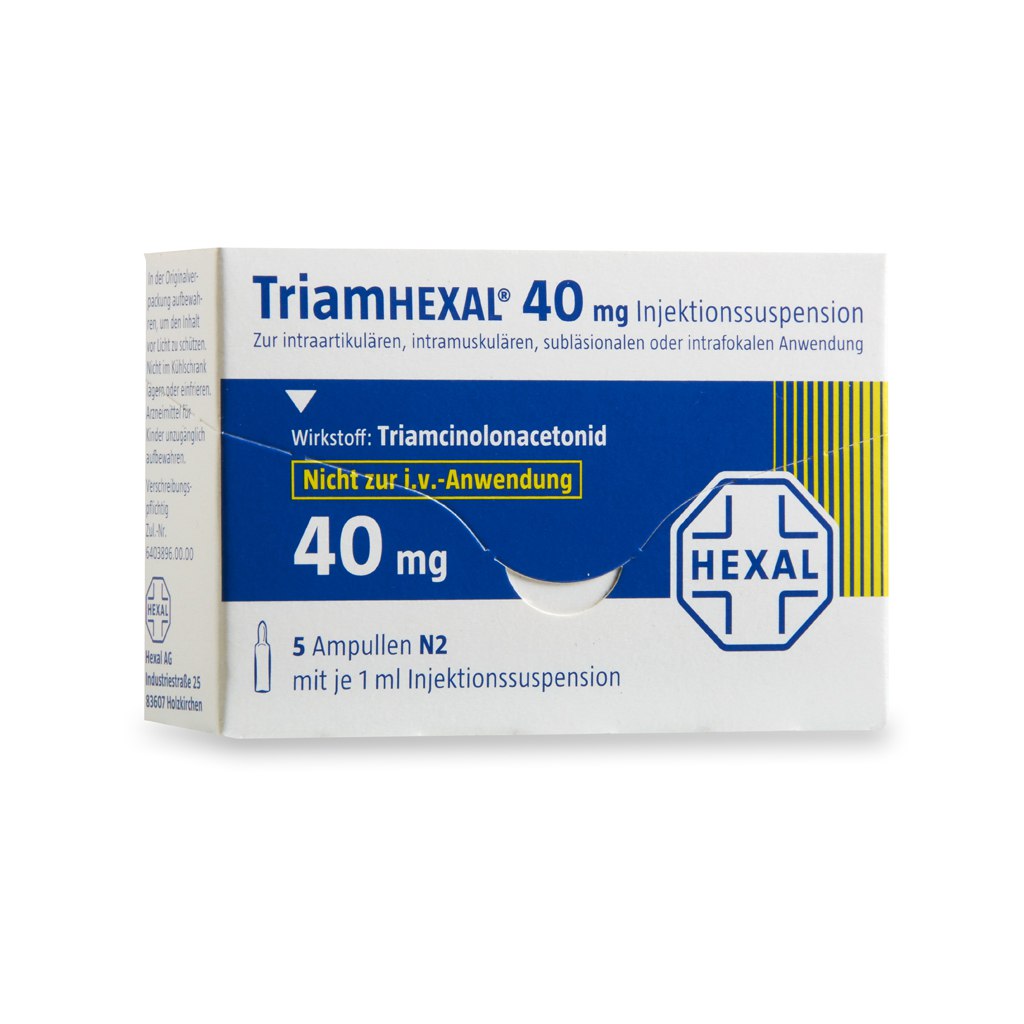 TriamHEXAL® 40 mg Injektionssuspension
Zur intraartikulären, intramuskulären, subläsionalen oder intrafokalen Anwendung
Wirkstoff: Triamcinolonacetonid
Nicht zur i.v.-Anwendung
40 mg
HEXAL
5 Ampullen N2
mit je 1 ml Injektionssuspension
In der Originalver-
packung aufbewah-
ren, um den Inhalt
vor Licht zu schützen.
Nicht im Kühlschrank
lagern oder einfrieren.
Arzneimittel für
Kinder unzugänglich
aufbewahren.
Verschreibungs-
pflichtig
Zul.-Nr.
6403896.00.00
HEXAL
Hexal AG
Industriestraße 25
83607 Holzkirchen